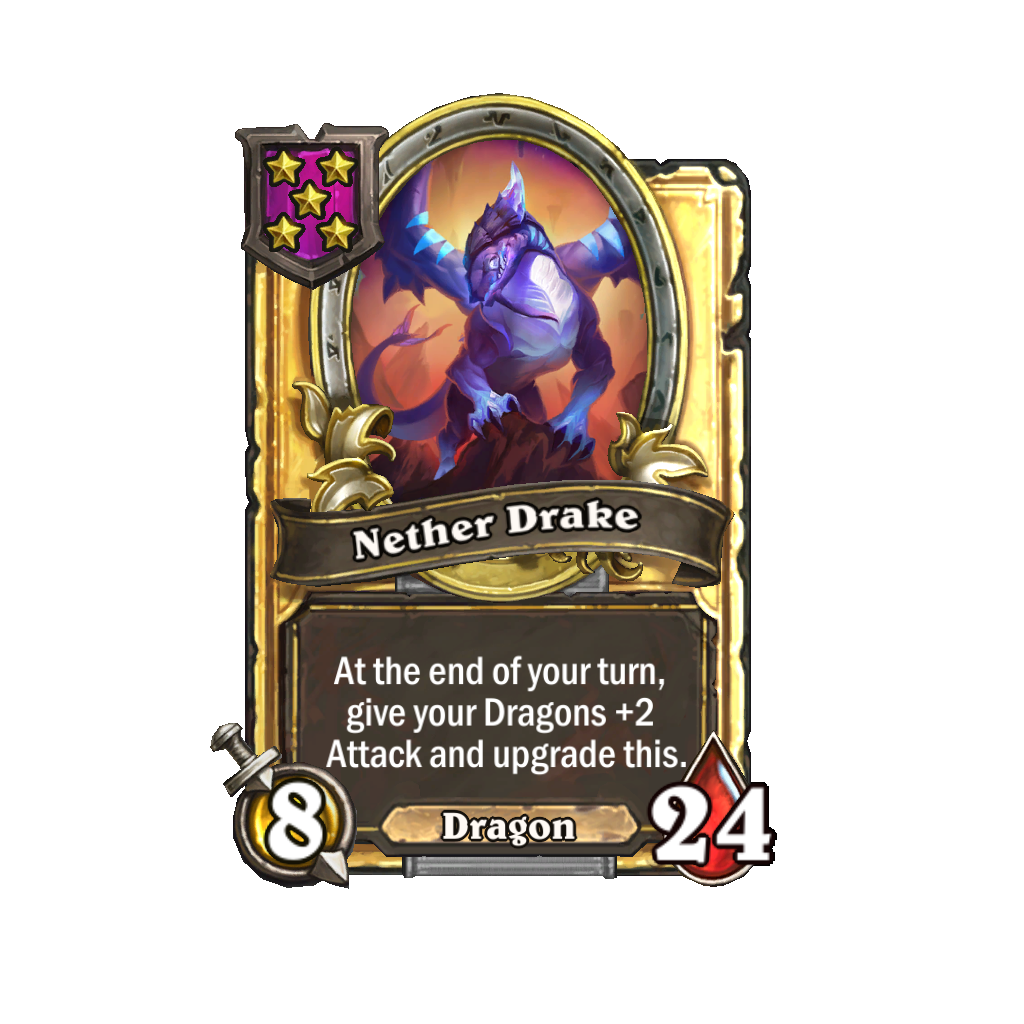 Nether Drake
At the end of your turn,
give your Dragons +2
Attack and upgrade this.
8
Dragon
24